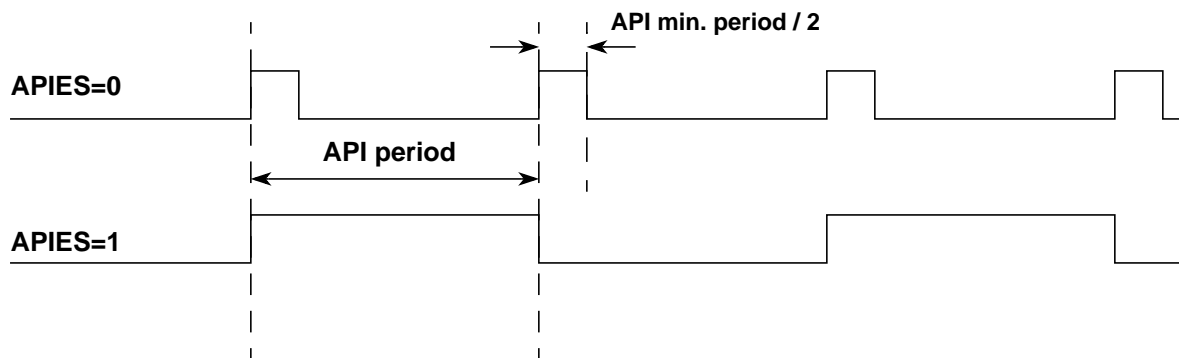 API min. period / 2
APIES=0
API period
APIES=1